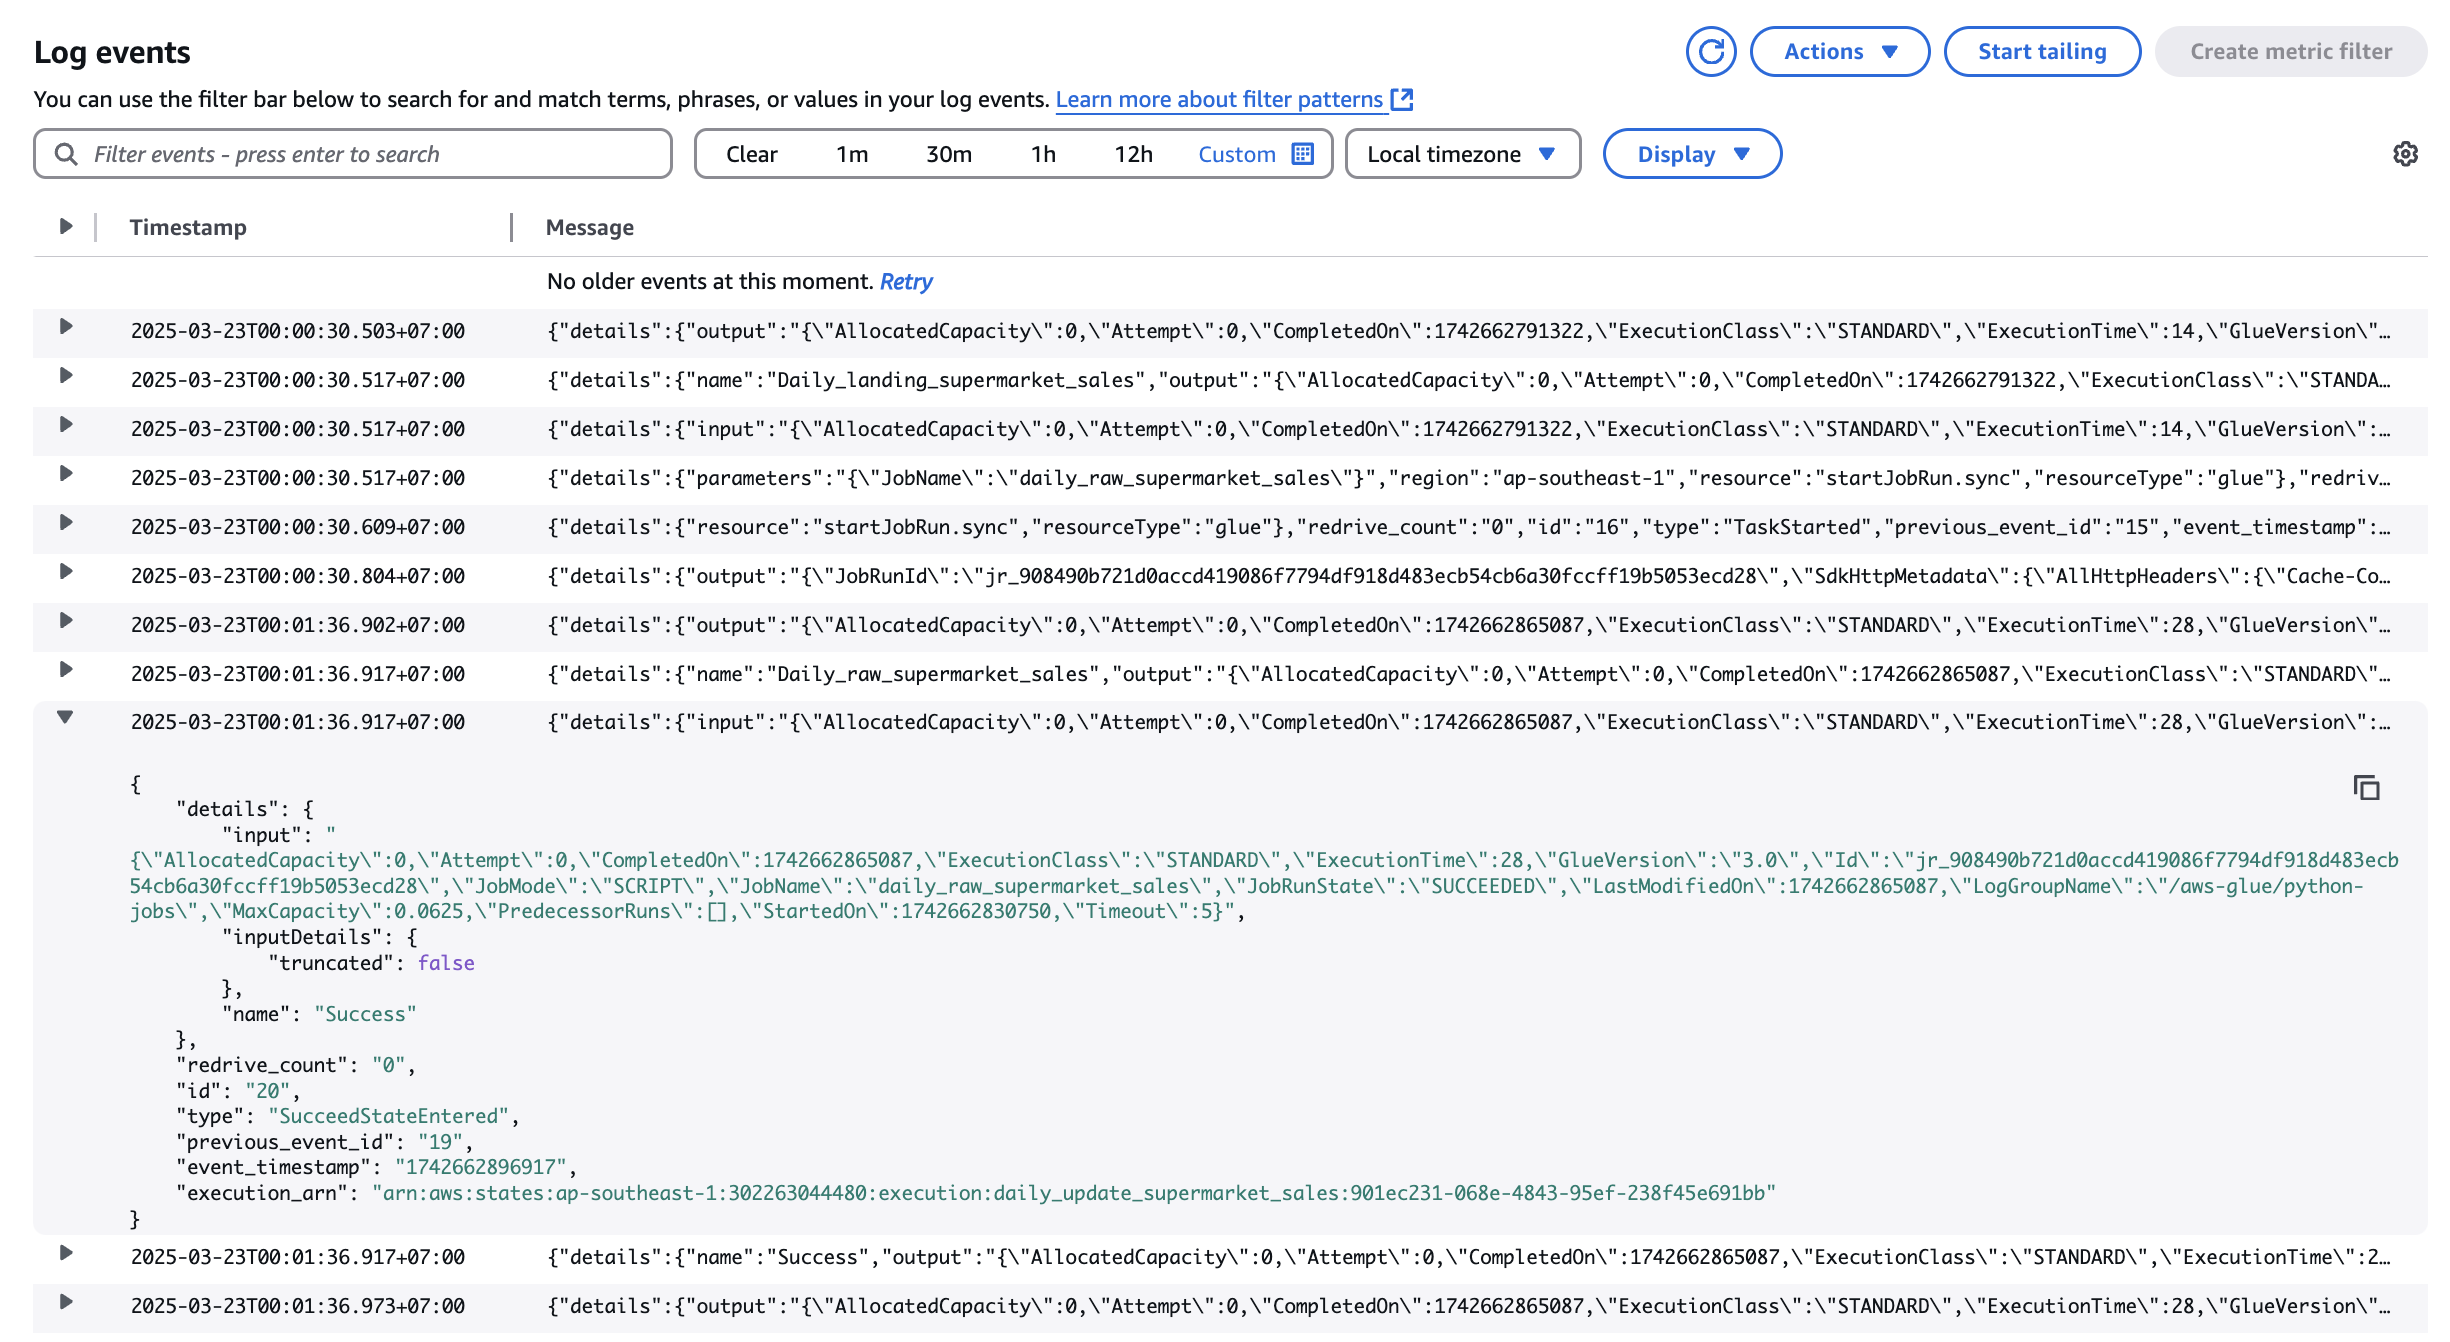 Log events
Actions
Start tailing
Create metric filter
You can use the filter bar below to search for and match terms, phrases, or values in your log events. Learn more about filter patterns
Filter events - press enter to search
Clear 1m 30m 1h 12h Custom
Local timezone
Display
Timestamp Message
No older events at this moment. Retry
2025-03-23T00:00:30.503+07:00 {"details":{"output":"{\"AllocatedCapacity\":0,\"Attempt\":0,\"CompletedOn\":1742662791322,\"ExecutionClass\":\"STANDARD\",\"ExecutionTime\":14,\"GlueVersion\"…
2025-03-23T00:00:30.517+07:00 {"details":{"name":"Daily_landing_supermarket_sales","output":"{\"AllocatedCapacity\":0,\"Attempt\":0,\"CompletedOn\":1742662791322,\"ExecutionClass\":\"STANDA…
2025-03-23T00:00:30.517+07:00 {"details":{"input":"{\"AllocatedCapacity\":0,\"Attempt\":0,\"CompletedOn\":1742662791322,\"ExecutionClass\":\"STANDARD\",\"ExecutionTime\":14,\"GlueVersion\":…
2025-03-23T00:00:30.517+07:00 {"details":{"parameters":"{\"JobName\":\"daily_raw_supermarket_sales\"}","region":"ap-southeast-1","resource":"startJobRun.sync","resourceType":"glue"},"redriv…
2025-03-23T00:00:30.609+07:00 {"details":{"resource":"startJobRun.sync","resourceType":"glue"},"redrive_count":"0","id":"16","type":"TaskStarted","previous_event_id":"15","event_timestamp":…
2025-03-23T00:00:30.804+07:00 {"details":{"output":"{\"JobRunId\":\"jr_908490b721d0accd419086f7794df918d483ecb54cb6a30fccff19b5053ecd28\",\"SdkHttpMetadata\":{\"AllHttpHeaders\":{\"Cache-Co…
2025-03-23T00:01:36.902+07:00 {"details":{"output":"{\"AllocatedCapacity\":0,\"Attempt\":0,\"CompletedOn\":1742662865087,\"ExecutionClass\":\"STANDARD\",\"ExecutionTime\":28,\"GlueVersion\"…
2025-03-23T00:01:36.917+07:00 {"details":{"name":"Daily_raw_supermarket_sales","output":"{\"AllocatedCapacity\":0,\"Attempt\":0,\"CompletedOn\":1742662865087,\"ExecutionClass\":\"STANDARD\"…
2025-03-23T00:01:36.917+07:00 {"details":{"input":"{\"AllocatedCapacity\":0,\"Attempt\":0,\"CompletedOn\":1742662865087,\"ExecutionClass\":\"STANDARD\",\"ExecutionTime\":28,\"GlueVersion\":…
{
"details": {
"input": "
{\"AllocatedCapacity\":0,\"Attempt\":0,\"CompletedOn\":1742662865087,\"ExecutionClass\":\"STANDARD\",\"ExecutionTime\":28,\"GlueVersion\":\"3.0\",\"Id\":\"jr_908490b721d0accd419086f7794df918d483ecb
54cb6a30fccff19b5053ecd28\",\"JobMode\":\"SCRIPT\",\"JobName\":\"daily_raw_supermarket_sales\",\"JobRunState\":\"SUCCEEDED\",\"LastModifiedOn\":1742662865087,\"LogGroupName\":\"/aws-glue/python-
jobs\",\"MaxCapacity\":0.0625,\"PredecessorRuns\":[],\"StartedOn\":1742662830750,\"Timeout\":5}",
"inputDetails": {
"truncated": false
},
"name": "Success"
},
"redrive_count": "0",
"id": "20",
"type": "SucceedStateEntered",
"previous_event_id": "19",
"event_timestamp": "1742662896917",
"execution_arn": "arn:aws:states:ap-southeast-1:302263044480:execution:daily_update_supermarket_sales:901ec231-068e-4843-95ef-238f45e691bb"
}
2025-03-23T00:01:36.917+07:00 {"details":{"name":"Success","output":"{\"AllocatedCapacity\":0,\"Attempt\":0,\"CompletedOn\":1742662865087,\"ExecutionClass\":\"STANDARD\",\"ExecutionTime\":2…
2025-03-23T00:01:36.973+07:00 {"details":{"output":"{\"AllocatedCapacity\":0,\"Attempt\":0,\"CompletedOn\":1742662865087,\"ExecutionClass\":\"STANDARD\",\"ExecutionTime\":28,\"GlueVersion\"…